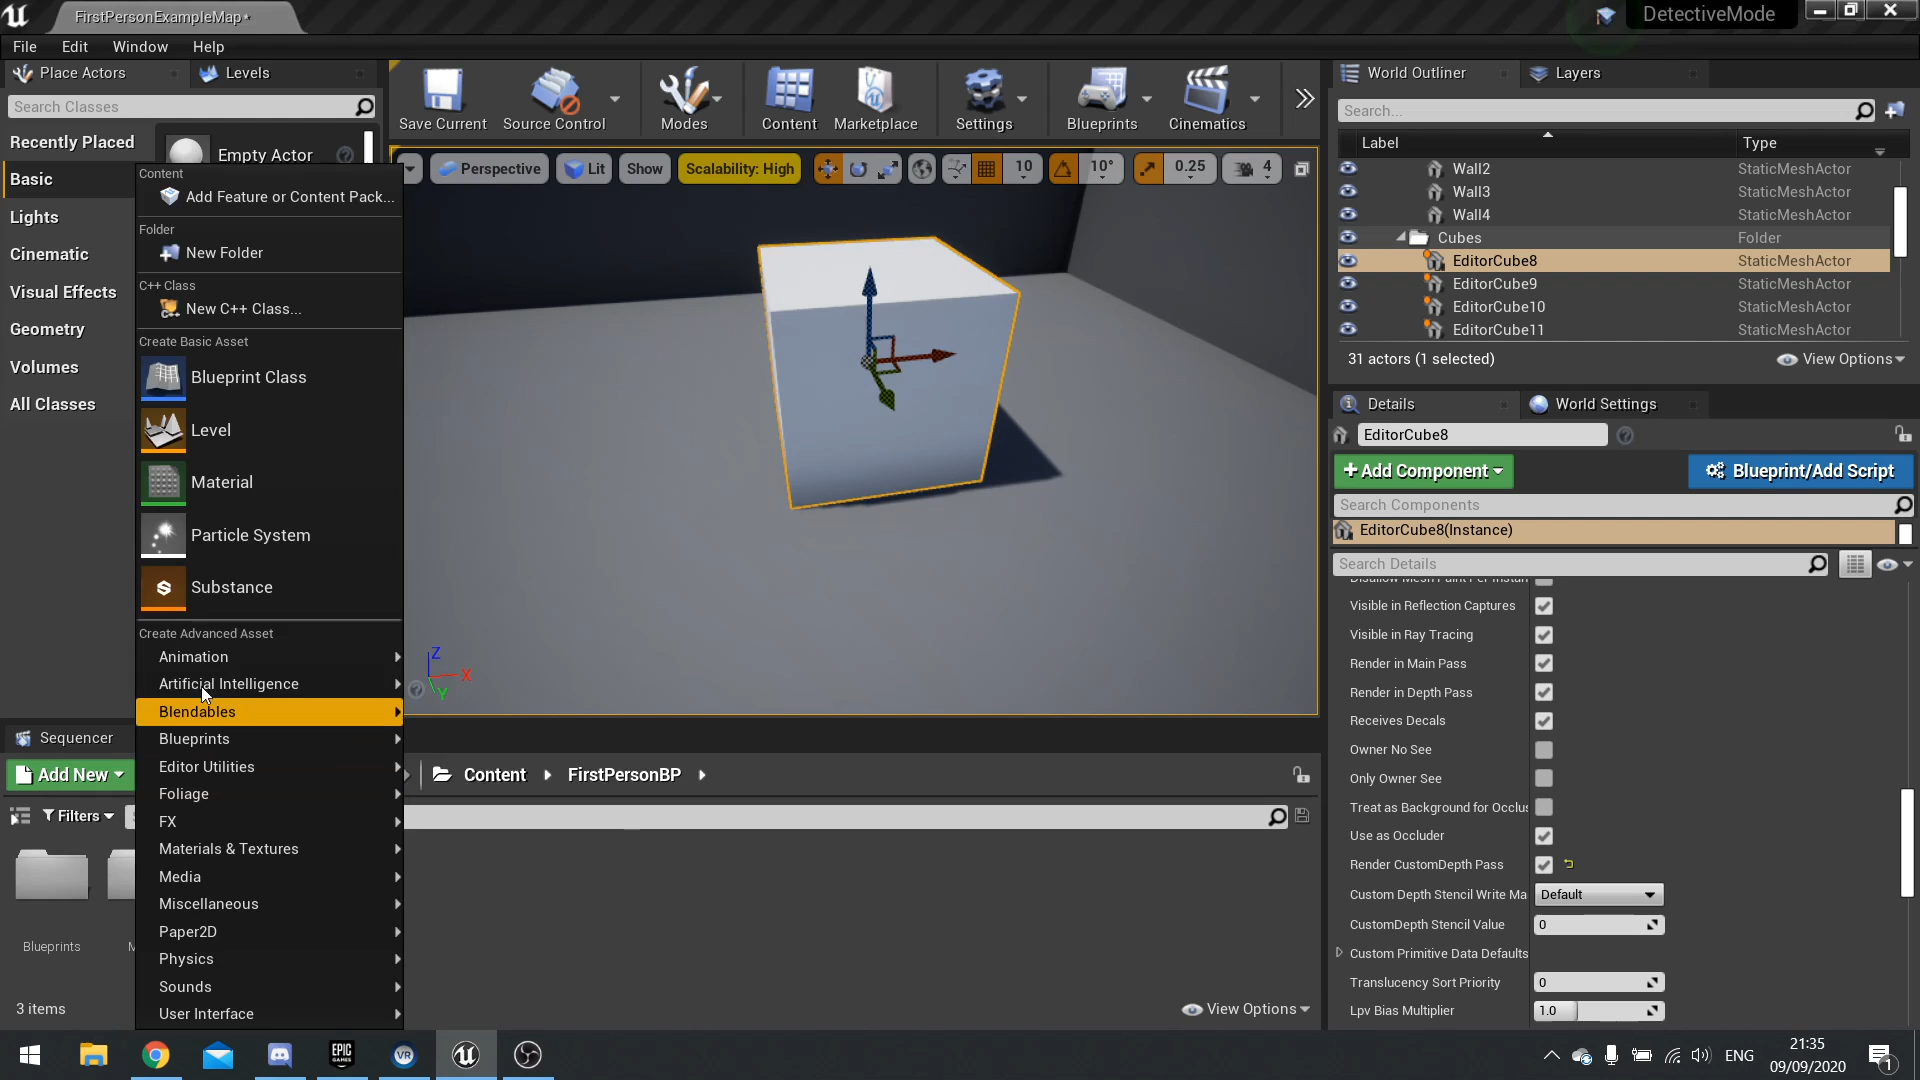 FirstPersonExampleMap*
DetectiveMode
File Edit Window Help
Place Actors
Levels
Search Classes
Recently Placed
Basic
Lights
Cinematic
Visual Effects
Geometry
Volumes
All Classes
Empty Actor
Save Current
Source Control
Modes
Content
Marketplace
Settings
Blueprints
Cinematics
Perspective
Lit
Show
Scalability: High
10
10°
0.25
4
Content
Add Feature or Content Pack...
Folder
New Folder
C++ Class
New C++ Class...
Create Basic Asset
Blueprint Class
Level
Material
Particle System
Substance
Create Advanced Asset
Animation
Artificial Intelligence
Blendables
Blueprints
Editor Utilities
Foliage
FX
Materials & Textures
Media
Miscellaneous
Paper2D
Physics
Sounds
User Interface
Z
X
Y
Sequencer
Add New
Filters
Blueprints
M
3 items
Content
FirstPersonBP
View Options
World Outliner
Layers
Search...
Label Type
Wall2 StaticMeshActor
Wall3 StaticMeshActor
Wall4 StaticMeshActor
Cubes Folder
EditorCube8 StaticMeshActor
EditorCube9 StaticMeshActor
EditorCube10 StaticMeshActor
EditorCube11 StaticMeshActor
31 actors (1 selected)
View Options
Details
World Settings
EditorCube8
+Add Component
Blueprint/Add Script
Search Components
EditorCube8(Instance)
Search Details
Visible in Reflection Captures
Visible in Ray Tracing
Render in Main Pass
Render in Depth Pass
Receives Decals
Owner No See
Only Owner See
Treat as Background for Occlus
Use as Occluder
Render CustomDepth Pass
Custom Depth Stencil Write Ma Default
CustomDepth Stencil Value 0
Custom Primitive Data Defaults
Translucency Sort Priority 0
Lpv Bias Multiplier 1.0
EPIC
GAMES
VR
ENG
21:35
09/09/2020
1